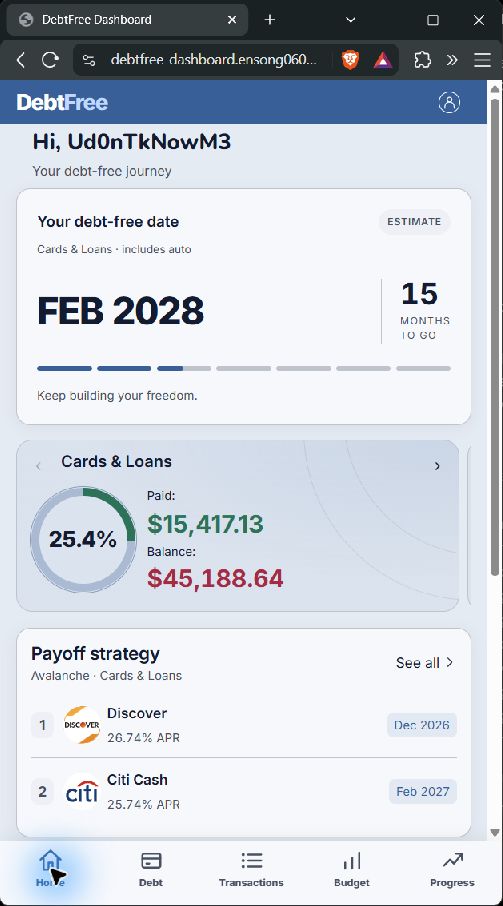 DebtFree Dashboard
debtfree-dashboard.ensong060...
DebtFree
Hi, Ud0nTkNowM3
Your debt-free journey
Your debt-free date
ESTIMATE
Cards & Loans · includes auto
FEB 2028
15
MONTHS
TO GO
Keep building your freedom.
Cards & Loans
25.4%
Paid:
$15,417.13
Balance:
$45,188.64
Payoff strategy
See all
Avalanche · Cards & Loans
1
DISCOVER
Discover
26.74% APR
Dec 2026
2
citi
Citi Cash
25.74% APR
Feb 2027
Home
Debt
Transactions
Budget
Progress